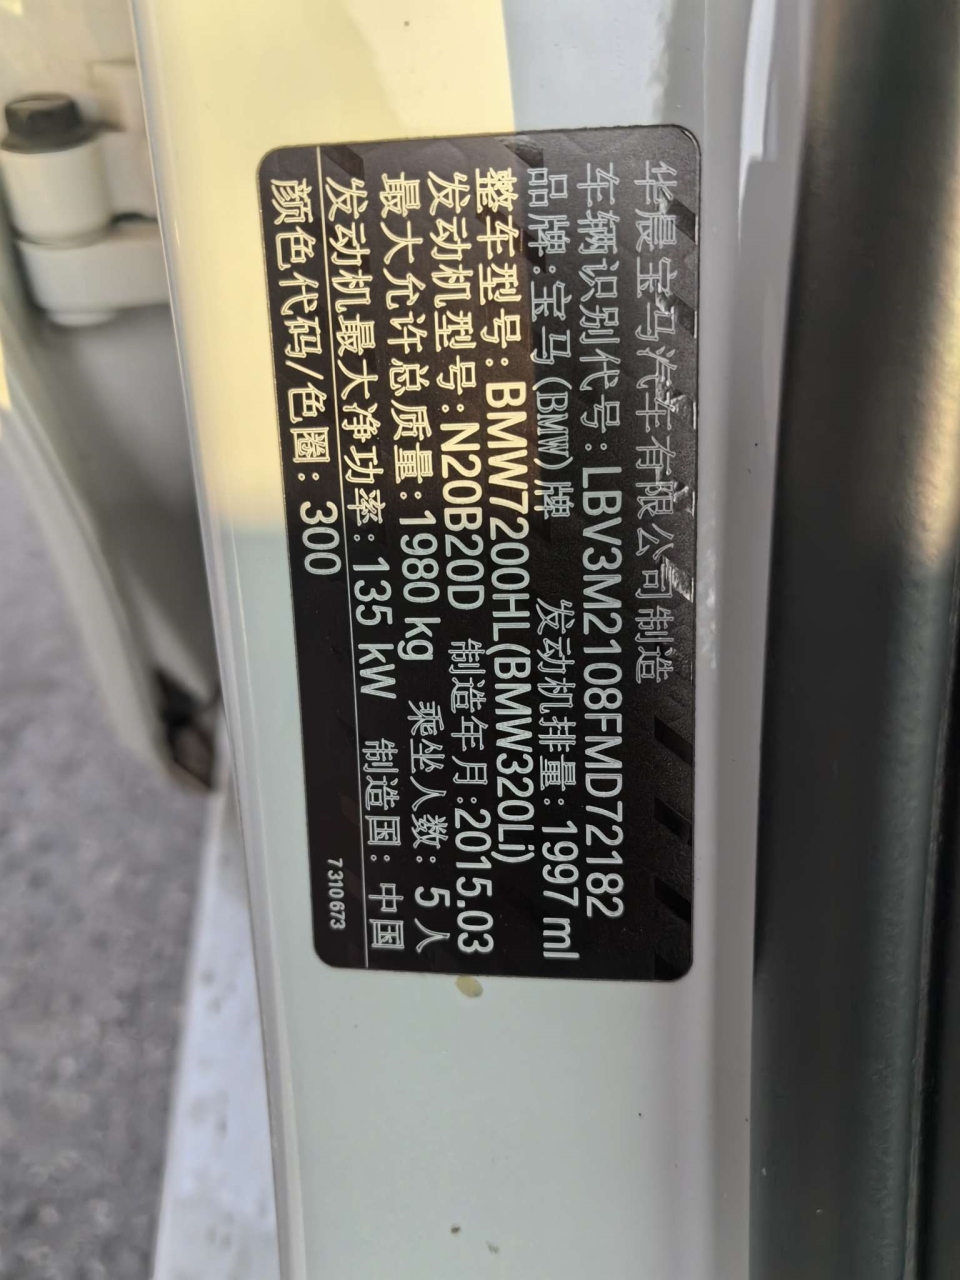 华晨宝马汽车有限公司制造
车辆识别代号:LBV3M2108FMD72182
品牌:宝马(BMW)牌 发动机排量:1997 ml
整车型号:BMW7200HL(BMW320Li)
发动机型号:N20B20D 制造年月:2015.03
最大允许总质量:1980 kg 乘坐人数:5人
发动机最大净功率:135 kW 制造国:中国
颜色代码/色圈:300 7310673